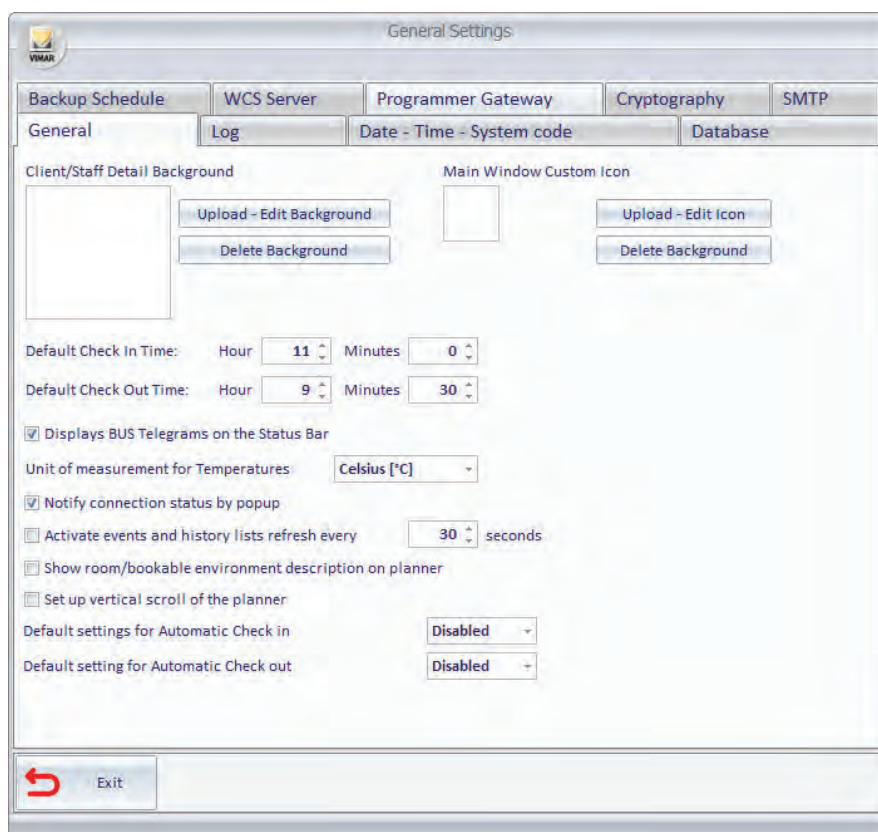 General Settings
VIMAR
Backup Schedule WCS Server Programmer Gateway Cryptography SMTP
General Log Date - Time - System code Database
Client/Staff Detail Background Main Window Custom Icon
Upload - Edit Background Upload - Edit Icon
Delete Background Delete Background
Default Check In Time: Hour 11 Minutes 0
Default Check Out Time: Hour 9 Minutes 30
Displays BUS Telegrams on the Status Bar
Unit of measurement for Temperatures Celsius [°C]
Notify connection status by popup
Activate events and history lists refresh every 30 seconds
Show room/bookable environment description on planner
Set up vertical scroll of the planner
Default settings for Automatic Check in Disabled
Default setting for Automatic Check out Disabled
Exit